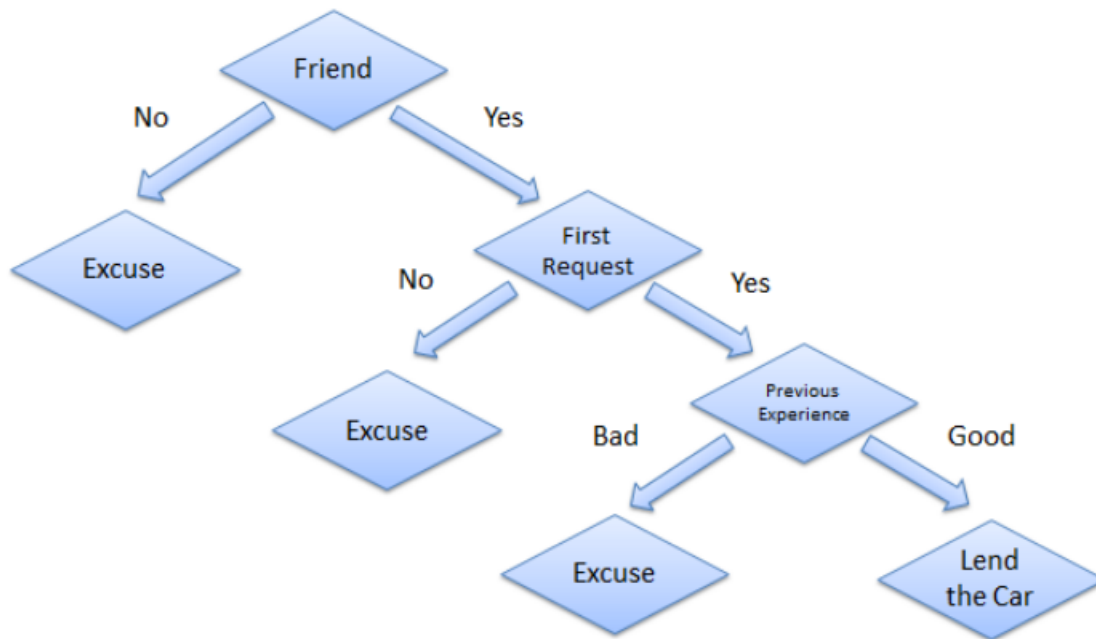 Friend
No
Yes
Excuse
First
Request
No
Yes
Excuse
Previous
Experience
Bad
Good
Excuse
Lend
the Car